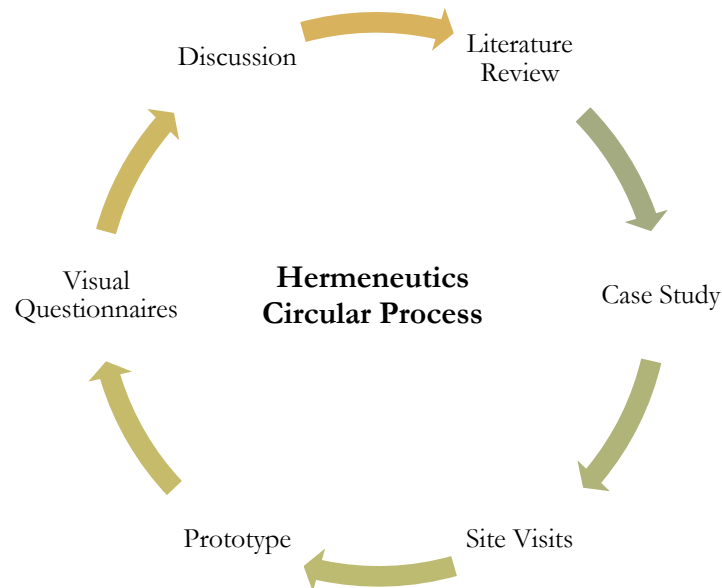 Discussion
Literature
Review
Visual
Questionnaires
Hermeneutics
Circular Process
Case Study
Prototype
Site Visits